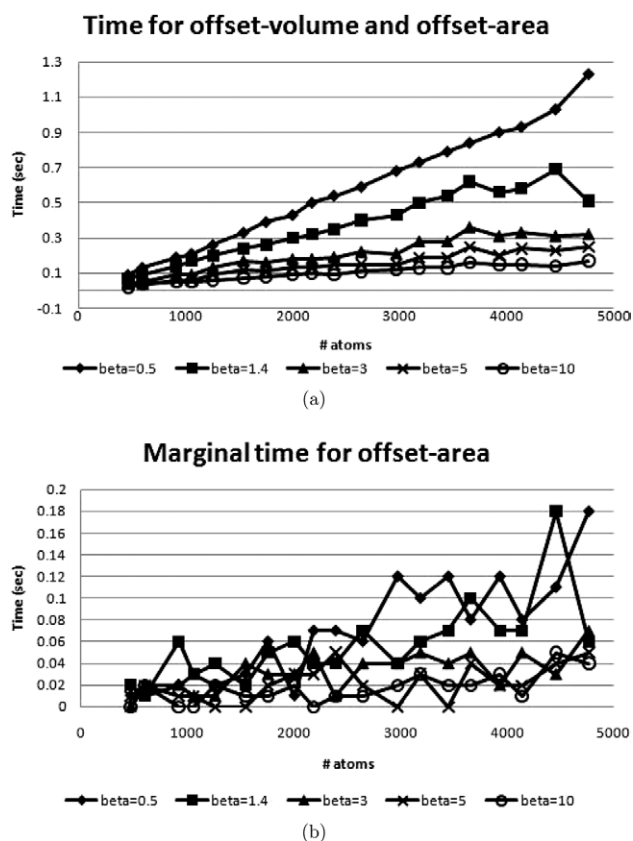 Time for offset-volume and offset-area
1.3
1.1
0.9
0.7
0.5
0.3
0.1
-0.1
Time (sec)
0 1000 2000 3000 4000 5000
# atoms
beta=0.5 beta=1.4 beta=3 beta=5 beta=10
(a)
Marginal time for offset-area
0.2
0.18
0.16
0.14
0.12
0.1
0.08
0.06
0.04
0.02
0
Time (sec)
0 1000 2000 3000 4000 5000
# atoms
beta=0.5 beta=1.4 beta=3 beta=5 beta=10
(b)